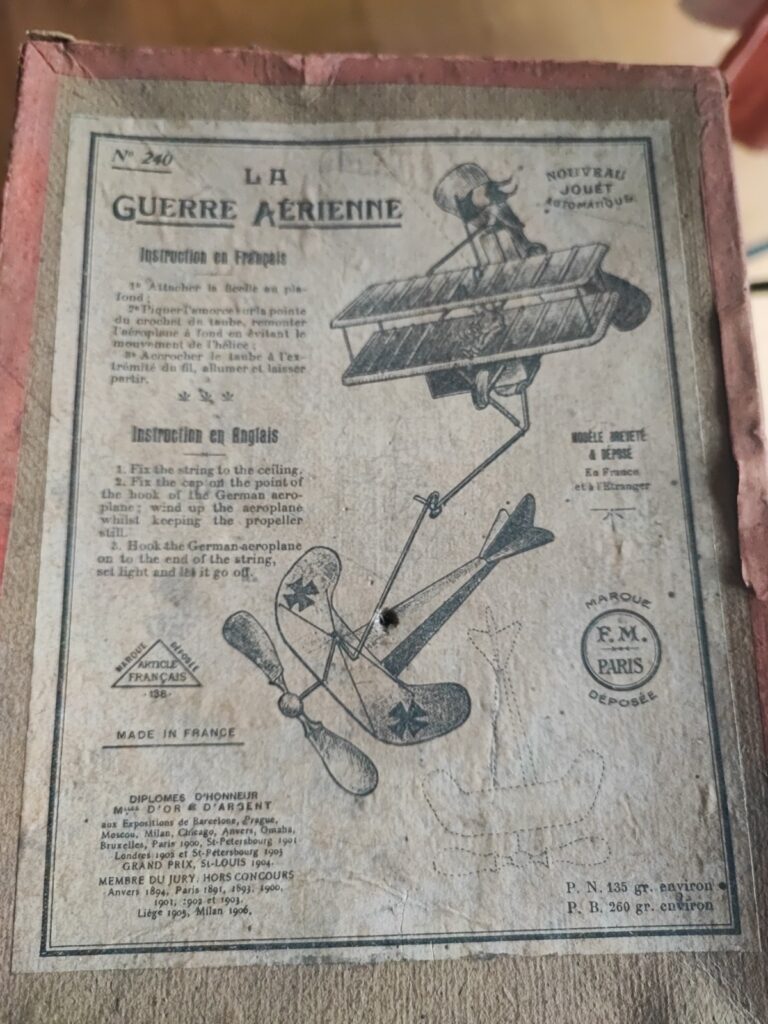 Nº 240
LA
GUERRE AÉRIENNE
NOUVEAU
JOUET
AUTOMATIQUE
Instruction en Français
1º Attacher la ficelle au pla-
fond ;
2º Piquer l'amorce sur la pointe
du crochet du taube, remonter
l'aéroplane à fond en évitant le
mouvement de l'hélice ;
3º Accrocher le taube à l'ex-
trémité du fil, allumer et laisser
partir.
Instruction en Anglais
1. Fix the string to the ceiling.
2. Fix the cap on the point of
the hook of the German aero-
plane ; wind up the aeroplane
whilst keeping the propeller
still.
3. Hook the German aeroplane
on to the end of the string,
set light and let it go off.
MODÈLE BREVETÉ
& DÉPOSÉ
En France
et à l'Étranger
MARQUE DÉPOSÉE
ARTICLE
FRANÇAIS
-138-
MARQUE
F.M.
PARIS
DÉPOSÉE
MADE IN FRANCE
DIPLOMES D'HONNEUR
D'OR & D'ARGENT
aux Expositions de Barcelone, Prague,
Moscou, Milan, Chicago, Anvers, Omaha,
Bruxelles, Paris 1900, St-Pétersbourg 1901
Londres 1902 et St-Pétersbourg 1903
GRAND PRIX, St-LOUIS 1904.
MEMBRE DU JURY, HORS CONCOURS
Anvers 1894, Paris 1891, 1893, 1900,
1901, 1902 et 1903,
Liège 1905, Milan 1906.
P. N. 135 gr. environ
P. B. 260 gr. environ